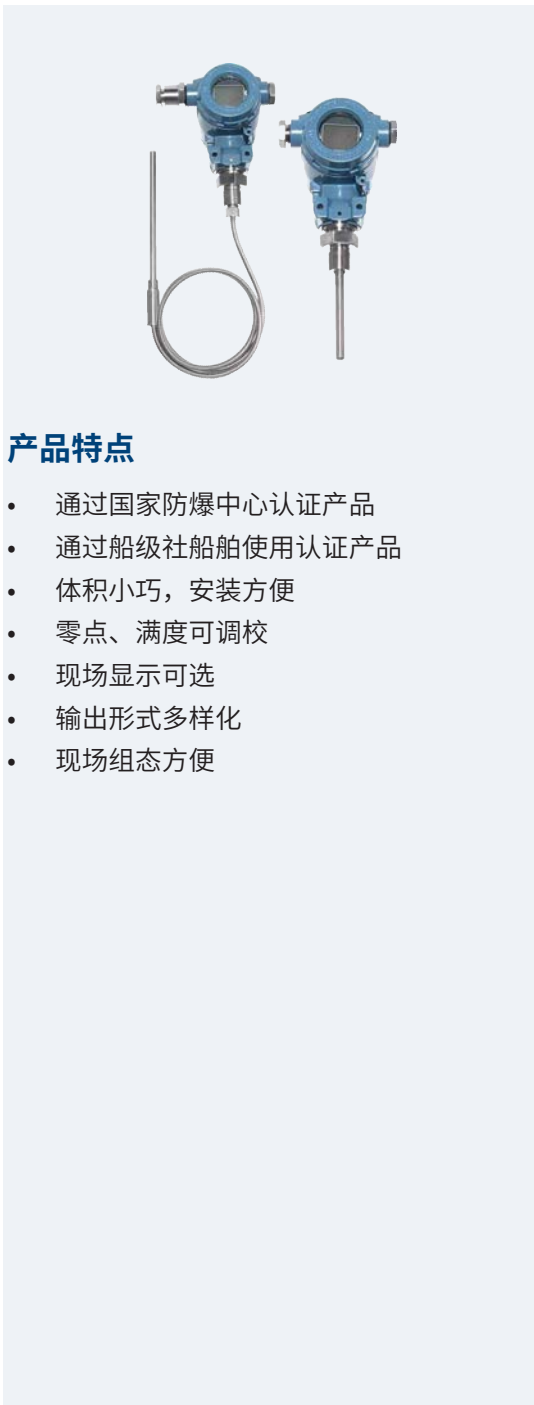 产品特点
• 通过国家防爆中心认证产品
• 通过船级社船舶使用认证产品
• 体积小巧，安装方便
• 零点、满度可调校
• 现场显示可选
• 输出形式多样化
• 现场组态方便